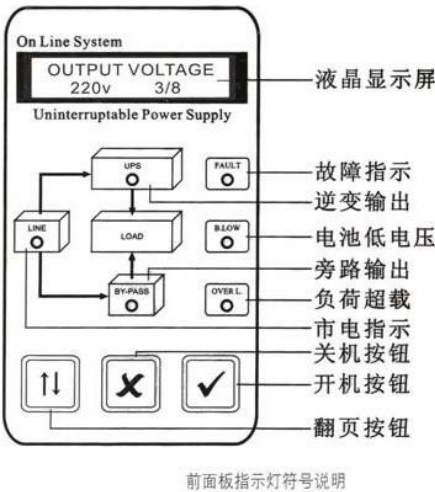 On Line System
OUTPUT VOLTAGE
220v 3/8
Uninterruptable Power Supply
UPS
FAULT
LINE
LOAD
B.LOW
BY-PASS
OVER L.
液晶显示屏
故障指示
逆变输出
电池低电压
旁路输出
负荷超载
市电指示
关机按钮
开机按钮
翻页按钮
前面板指示灯符号说明